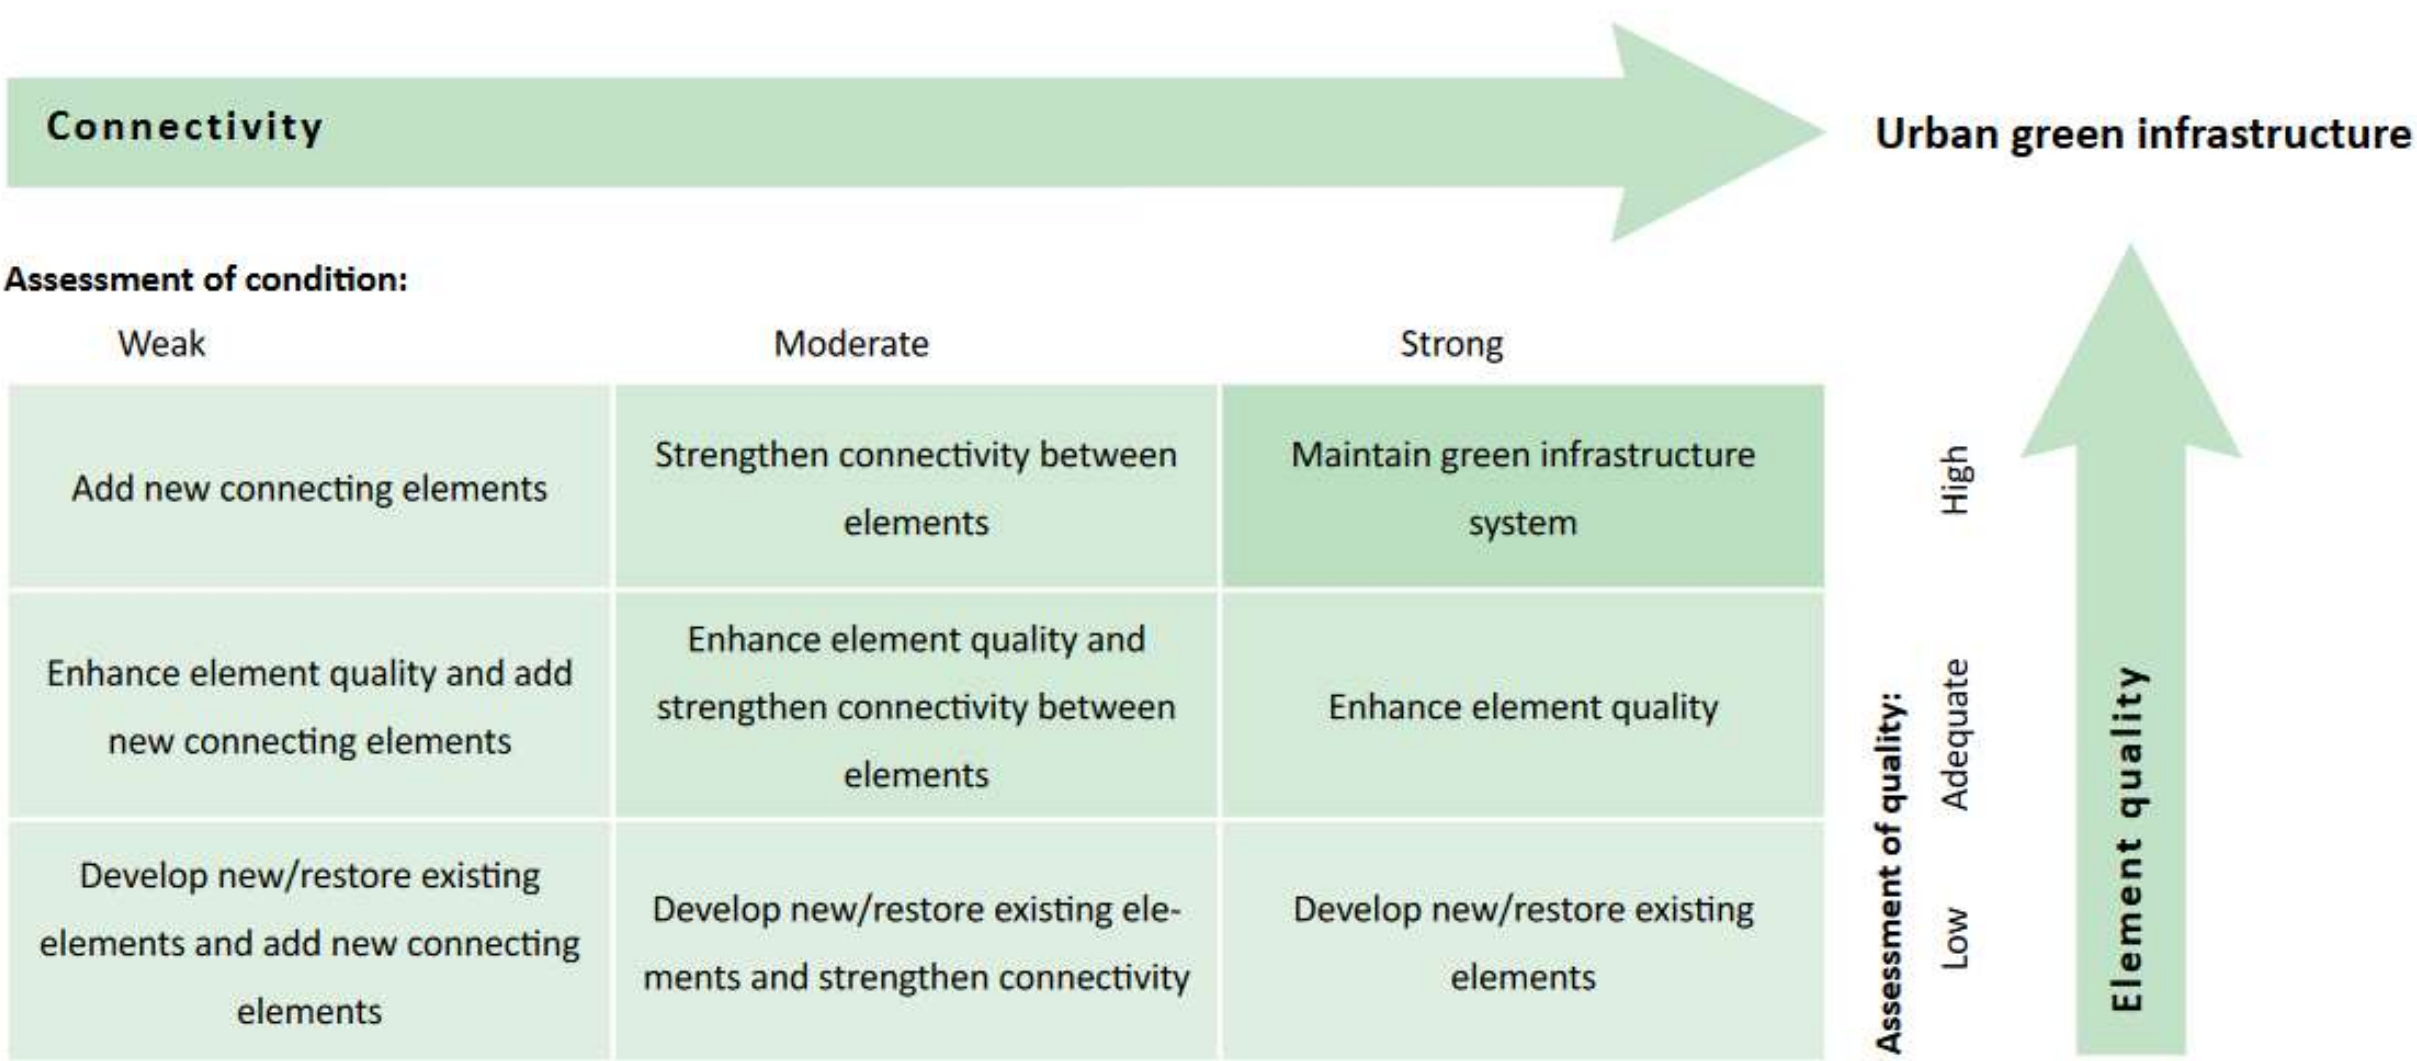 Connectivity
Urban green infrastructure
Assessment of condition:
Weak
Moderate
Strong
Add new connecting elements
Strengthen connectivity between
elements
Maintain green infrastructure
system
High
Enhance element quality and add
new connecting elements
Enhance element quality and
strengthen connectivity between
elements
Enhance element quality
Adequate
Develop new/restore existing
elements and add new connecting
elements
Develop new/restore existing ele-
ments and strengthen connectivity
Develop new/restore existing
elements
Low
Assessment of quality:
Element quality